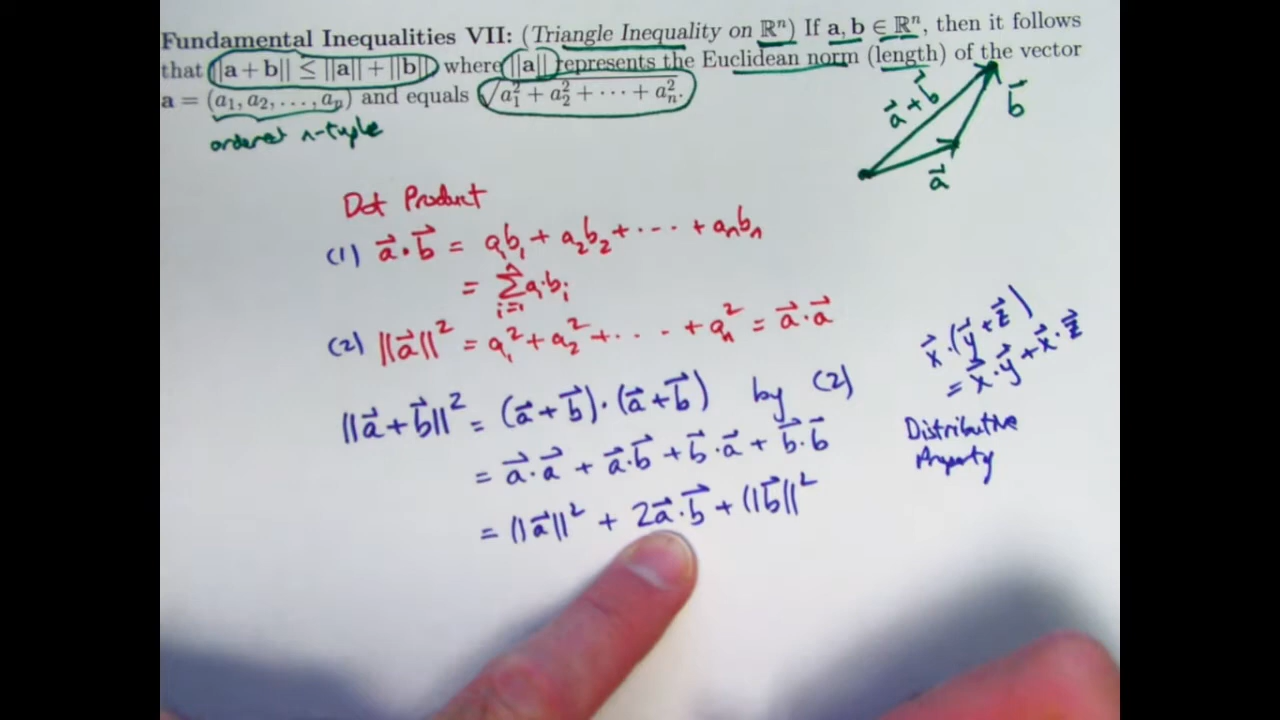 Fundamental Inequalities VII: (Triangle Inequality on ℝⁿ) If a, b ∈ ℝⁿ, then it follows
that ||a + b|| ≤ ||a|| + ||b|| where ||a|| represents the Euclidean norm (length) of the vector
a = (a₁, a₂, . . . , aₙ) and equals √(a₁² + a₂² + · · · + aₙ²).
ordered n-tuple
a⃗ + b⃗
b⃗
a⃗
Dot Product
(1) a⃗ · b⃗ = a₁b₁ + a₂b₂ + · · · + aₙbₙ
= ∑ᵢ₌₁ⁿ aᵢbᵢ
(2) ||a⃗||² = a₁² + a₂² + · · · + aₙ² = a⃗ · a⃗
||a⃗ + b⃗||² = (a⃗ + b⃗) · (a⃗ + b⃗) by (2)
= a⃗ · a⃗ + a⃗ · b⃗ + b⃗ · a⃗ + b⃗ · b⃗
= ||a⃗||² + 2a⃗ · b⃗ + ||b⃗||²
x⃗ · (y⃗ + z⃗)
= x⃗ · y⃗ + x⃗ · z⃗
Distributive
Property